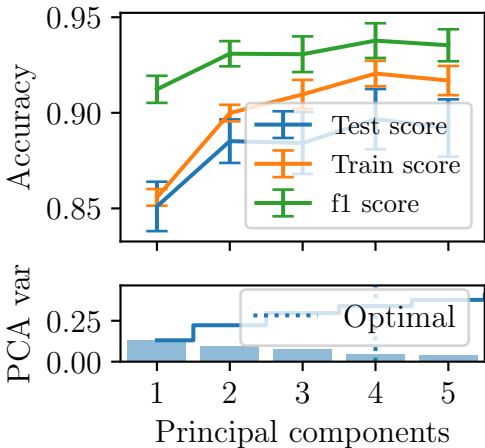 0.95
0.90
0.85
Accuracy
Test score
Train score
f1 score
0.25
0.00
PCA var
Optimal
1 2 3 4 5
Principal components